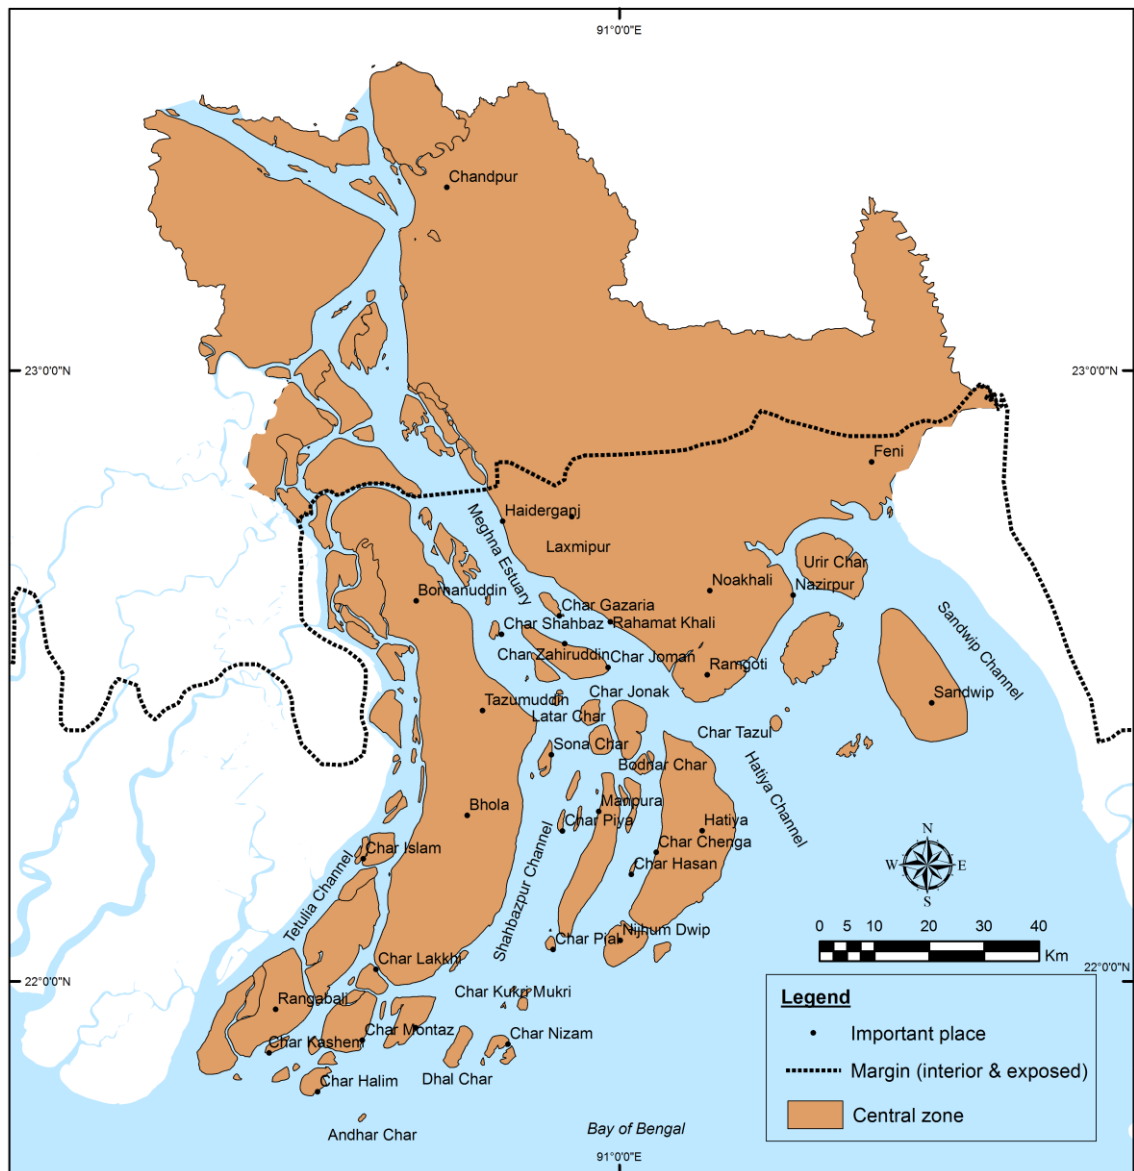 91°0'0"E
Chandpur
23°0'0"N
23°0'0"N
Feni
Haiderganj
Meghna Estuary
Laxmipur
Urir Char
Noakhali
Nazirpur
Bornanuddin
Char Gazaria
Sandwip Channel
Char Shahbaz
Rahamat Khali
Char Zahiruddin
Char Joman
Ramgoti
Char Jonak
Sandwip
Tazumuddin
Latar Char
Char Tazul
Sona Char
Bodnar Char
Hatiya Channel
Manpura
Bhola
Char Piya
Hatiya
Char Islam
Char Chenga
Char Hasan
Tetulia Channel
Shahbazpur Channel
N
W
E
S
Nijhum Dwip
Char Pial
0 5 10 20 30 40
Km
Char Lakkhi
22°0'0"N
22°0'0"N
Char Kukri Mukri
Rangabali
Legend
Important place
Margin (interior & exposed)
Central zone
Char Montaz
Char Nizam
Char Kashem
Dhal Char
Char Halim
Andhar Char
Bay of Bengal
91°0'0"E